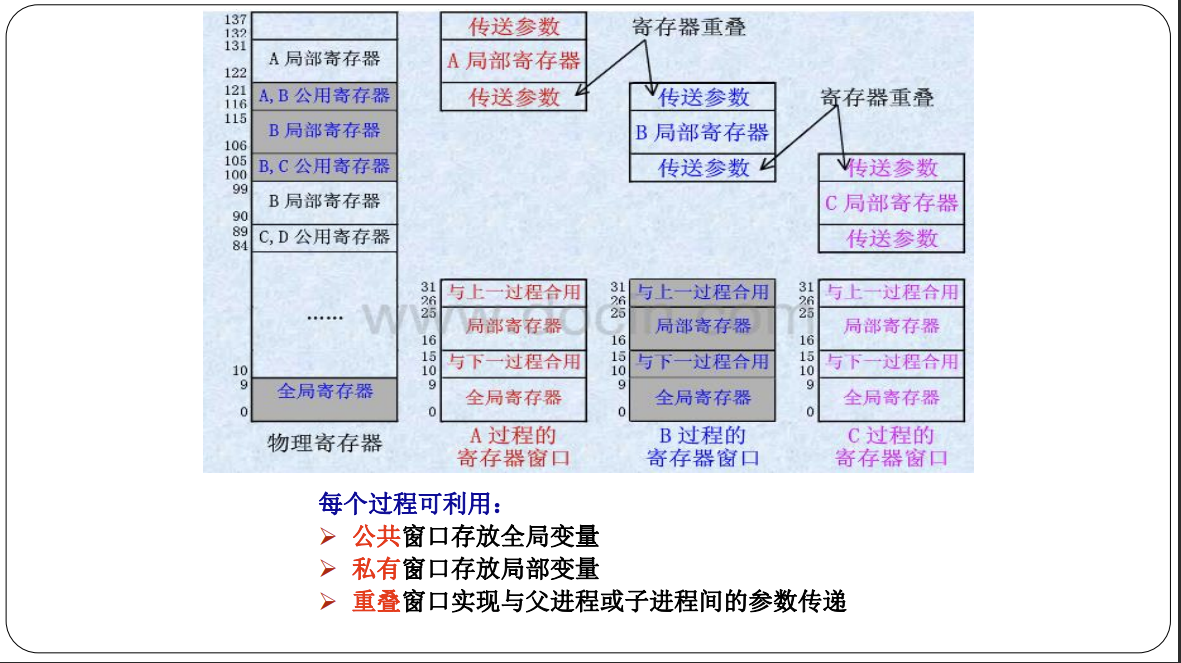 137
132
131
A 局部寄存器
122
121
A,B 公用寄存器
116
115
B 局部寄存器
106
105
B,C 公用寄存器
100
99
B 局部寄存器
90
89
C,D 公用寄存器
84
……
10
9
全局寄存器
0
物理寄存器
传送参数
A 局部寄存器
传送参数
寄存器重叠
传送参数
B 局部寄存器
传送参数
寄存器重叠
传送参数
C 局部寄存器
传送参数
31
与上一过程合用
26
25
局部寄存器
16
15
与下一过程合用
10
9
全局寄存器
0
A 过程的
寄存器窗口
31
与上一过程合用
26
25
局部寄存器
16
15
与下一过程合用
10
9
全局寄存器
0
B 过程的
寄存器窗口
31
与上一过程合用
26
25
局部寄存器
16
15
与下一过程合用
10
9
全局寄存器
0
C 过程的
寄存器窗口
www.docin.com
每个过程可利用：
公共窗口存放全局变量
私有窗口存放局部变量
重叠窗口实现与父进程或子进程间的参数传递